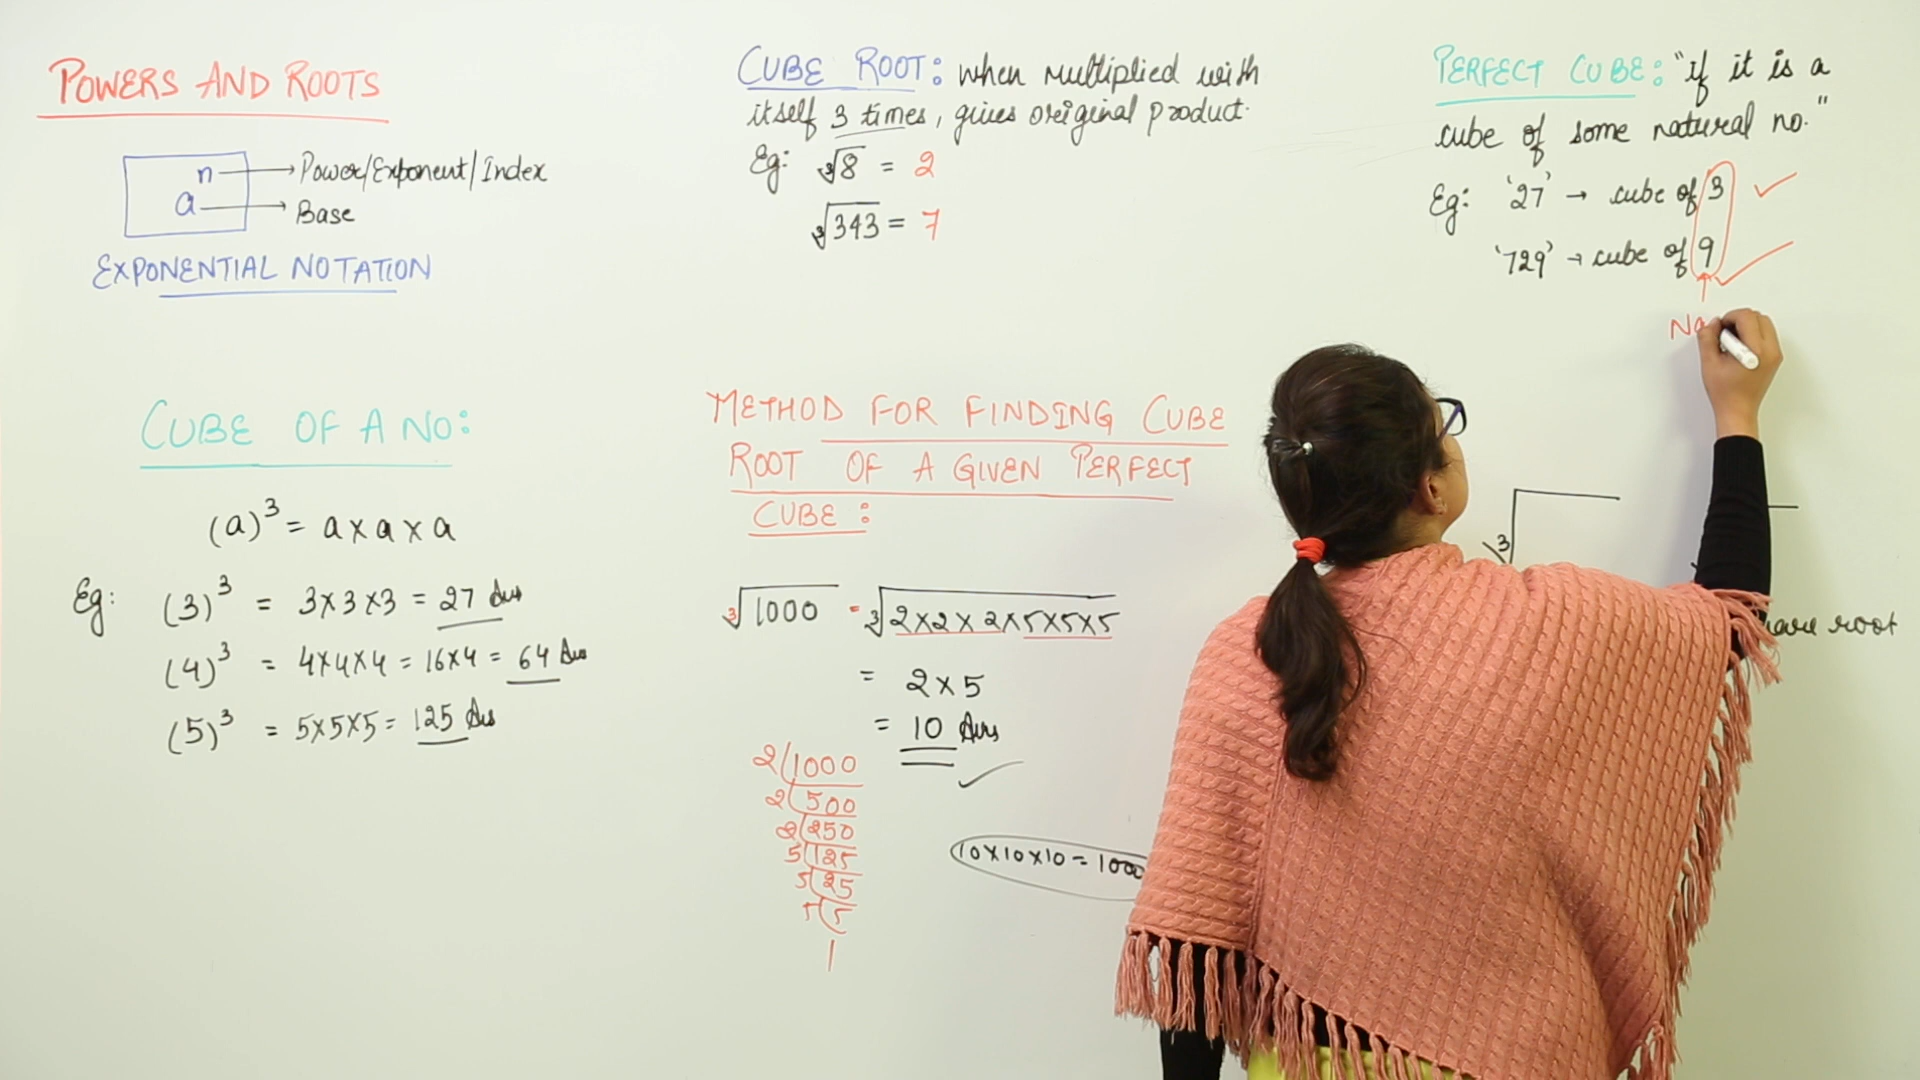 POWERS AND ROOTS
n → Power/Exponent/Index
a → Base
EXPONENTIAL NOTATION
CUBE OF A NO:
(a)³ = a x a x a
Eg: (3)³ = 3x3x3 = 27 Ans
(4)³ = 4x4x4 = 16x4 = 64 Ans
(5)³ = 5x5x5 = 125 Ans
CUBE ROOT: when multiplied with
itself 3 times, gives original product.
Eg: ∛8 = 2
∛343 = 7
METHOD FOR FINDING CUBE
ROOT OF A GIVEN PERFECT
CUBE:
∛1000 = ∛2x2x2x5x5x5
= 2x5
= 10 Ans
2 1000
2 500
2 250
5 125
5 25
5 5
1
10x10x10 = 1000
PERFECT CUBE: "if it is a
cube of some natural no."
Eg: '27' → cube of 3 ✓
'729' → cube of 9 ✓
3
root